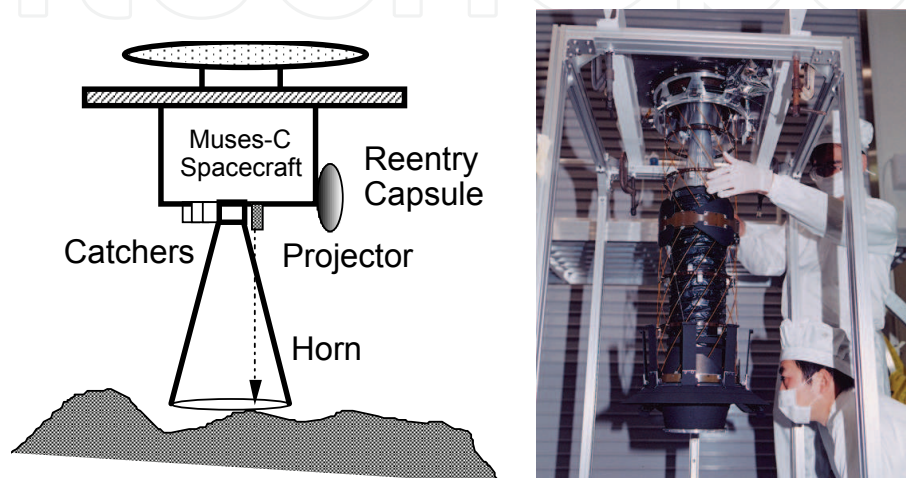 Muses-C
Spacecraft
Reentry
Capsule
Catchers
Projector
Horn